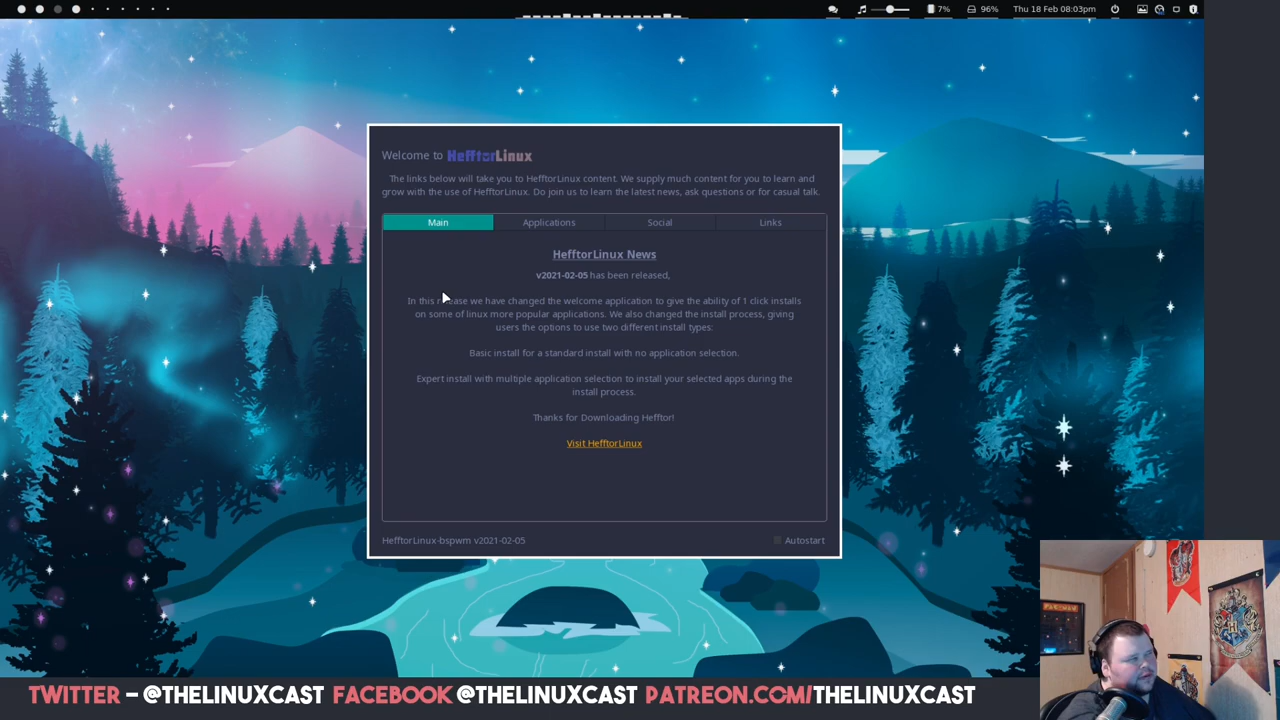 7% 96% Thu 18 Feb 08:03pm
Welcome to HefftorLinux
The links below will take you to HefftorLinux content. We supply much content for you to learn and
grow with the use of HefftorLinux. Do join us to learn the latest news, ask questions or for casual talk.
Main Applications Social Links
HefftorLinux News
v2021-02-05 has been released,
In this release we have changed the welcome application to give the ability of 1 click installs
on some of linux more popular applications. We also changed the install process, giving
users the options to use two different install types:
Basic install for a standard install with no application selection.
Expert install with multiple application selection to install your selected apps during the
install process.
Thanks for Downloading Hefftor!
Visit HefftorLinux
HefftorLinux-bspwm v2021-02-05 Autostart
PAC-MAN
TWITTER – @THELINUXCAST FACEBOOK @THELINUXCAST PATREON.COM/THELINUXCAST